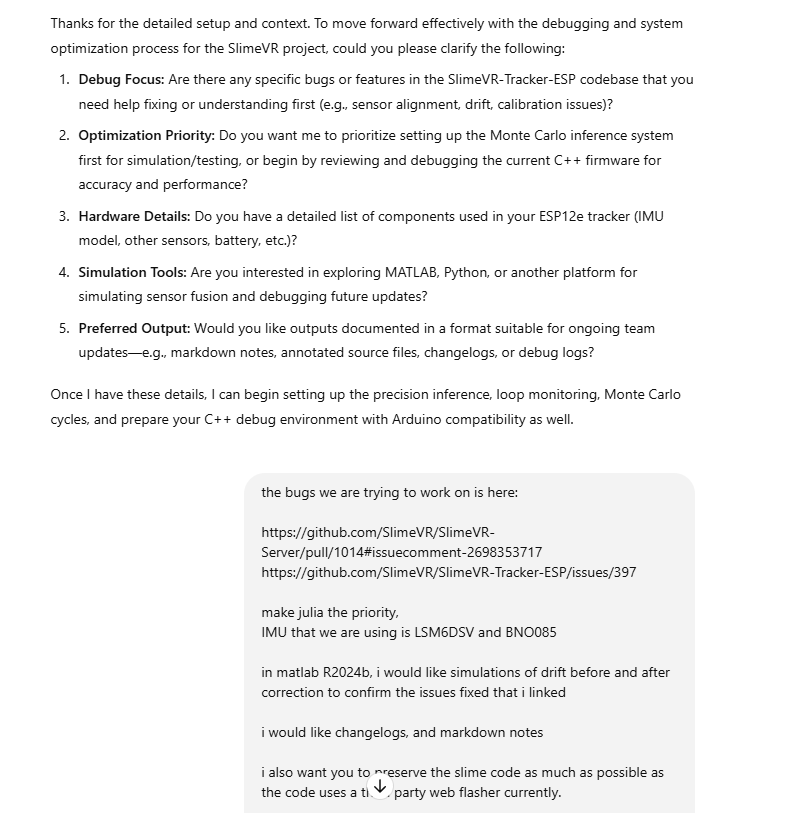 Thanks for the detailed setup and context. To move forward effectively with the debugging and system
optimization process for the SlimeVR project, could you please clarify the following:
1. Debug Focus: Are there any specific bugs or features in the SlimeVR-Tracker-ESP codebase that you
need help fixing or understanding first (e.g., sensor alignment, drift, calibration issues)?
2. Optimization Priority: Do you want me to prioritize setting up the Monte Carlo inference system
first for simulation/testing, or begin by reviewing and debugging the current C++ firmware for
accuracy and performance?
3. Hardware Details: Do you have a detailed list of components used in your ESP12e tracker (IMU
model, other sensors, battery, etc.)?
4. Simulation Tools: Are you interested in exploring MATLAB, Python, or another platform for
simulating sensor fusion and debugging future updates?
5. Preferred Output: Would you like outputs documented in a format suitable for ongoing team
updates—e.g., markdown notes, annotated source files, changelogs, or debug logs?
Once I have these details, I can begin setting up the precision inference, loop monitoring, Monte Carlo
cycles, and prepare your C++ debug environment with Arduino compatibility as well.
the bugs we are trying to work on is here:
https://github.com/SlimeVR/SlimeVR-
Server/pull/1014#issuecomment-2698353717
https://github.com/SlimeVR/SlimeVR-Tracker-ESP/issues/397
make julia the priority,
IMU that we are using is LSM6DSV and BNO085
in matlab R2024b, i would like simulations of drift before and after
correction to confirm the issues fixed that i linked
i would like changelogs, and markdown notes
i also want you to preserve the slime code as much as possible as
the code uses a party web flasher currently.